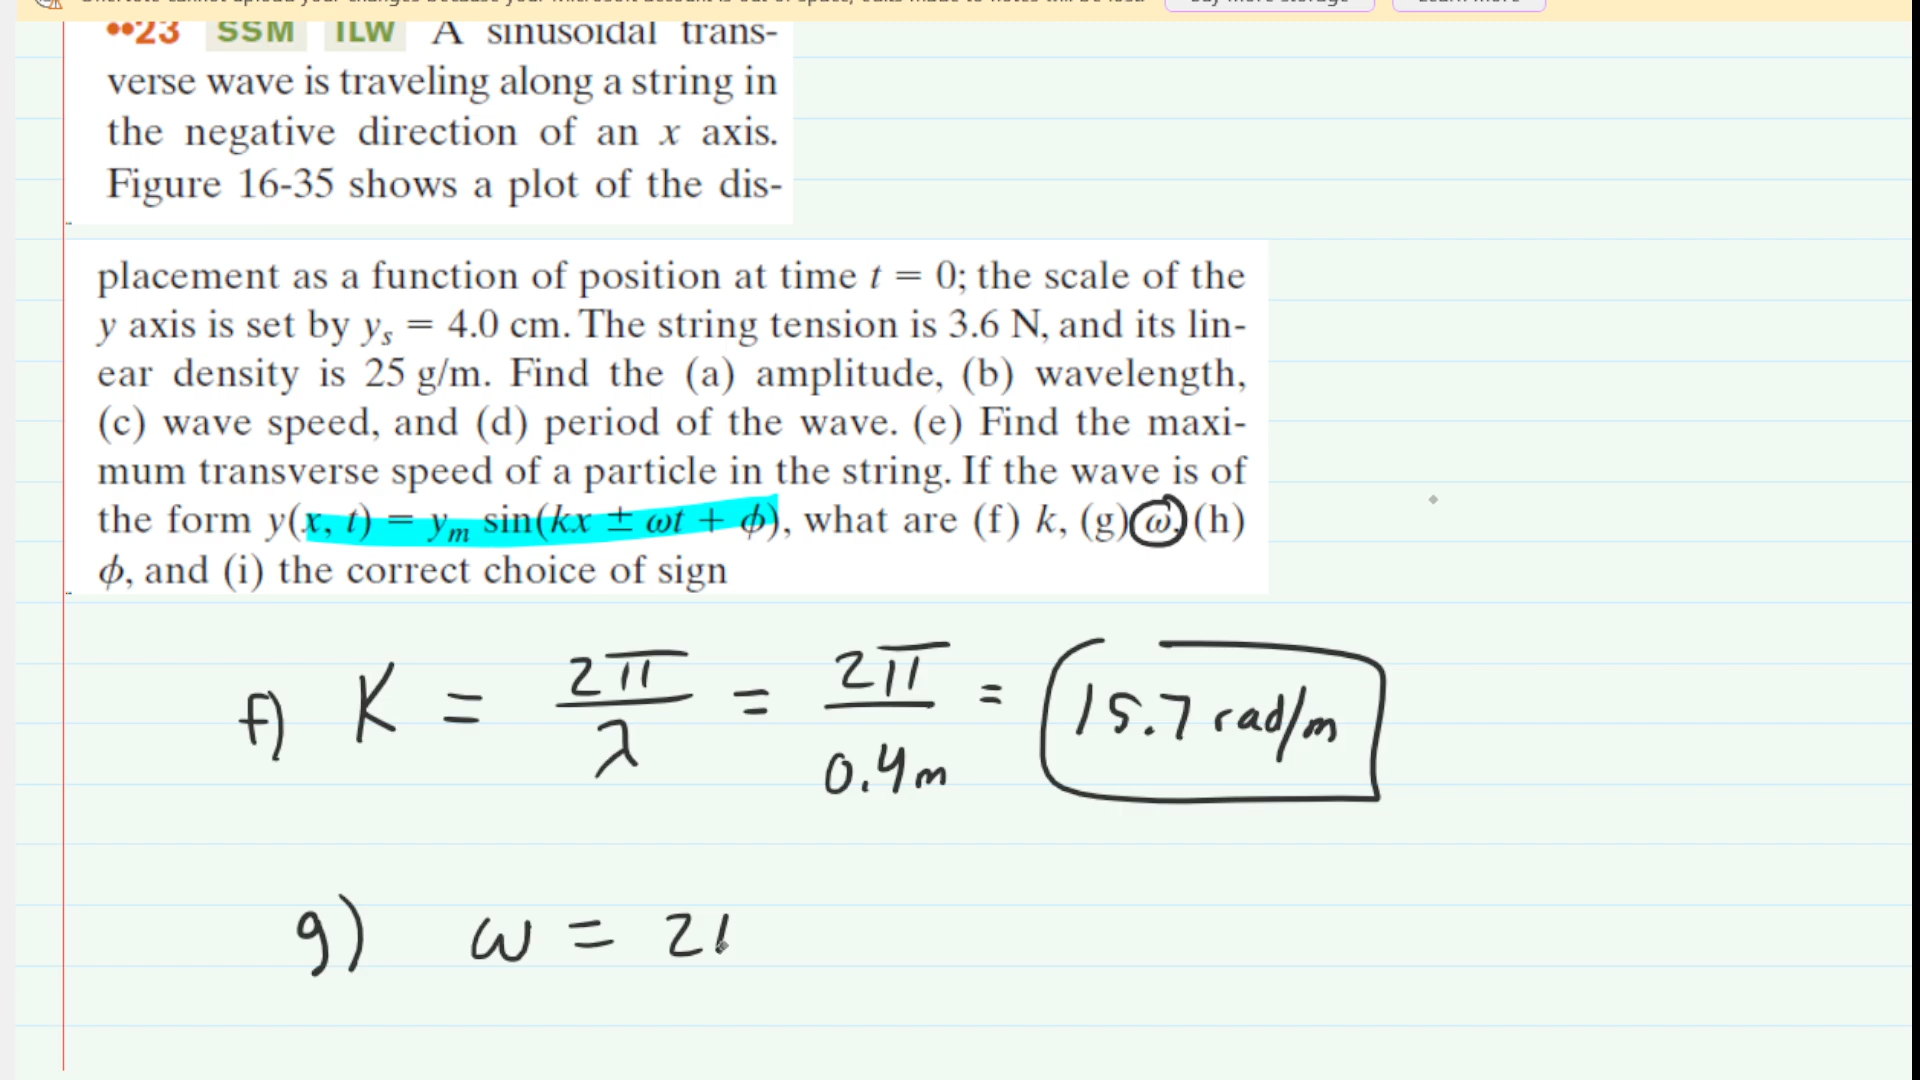 ••23 SSM ILW A sinusoidal trans-
verse wave is traveling along a string in
the negative direction of an x axis.
Figure 16-35 shows a plot of the dis-
placement as a function of position at time t = 0; the scale of the
y axis is set by yₛ = 4.0 cm. The string tension is 3.6 N, and its lin-
ear density is 25 g/m. Find the (a) amplitude, (b) wavelength,
(c) wave speed, and (d) period of the wave. (e) Find the maxi-
mum transverse speed of a particle in the string. If the wave is of
the form y(x, t) = yₘ sin(kx ± ωt + ϕ), what are (f) k, (g) ω, (h)
ϕ, and (i) the correct choice of sign
f) K = 2π/λ = 2π/0.4m = 15.7 rad/m
g) ω = 2